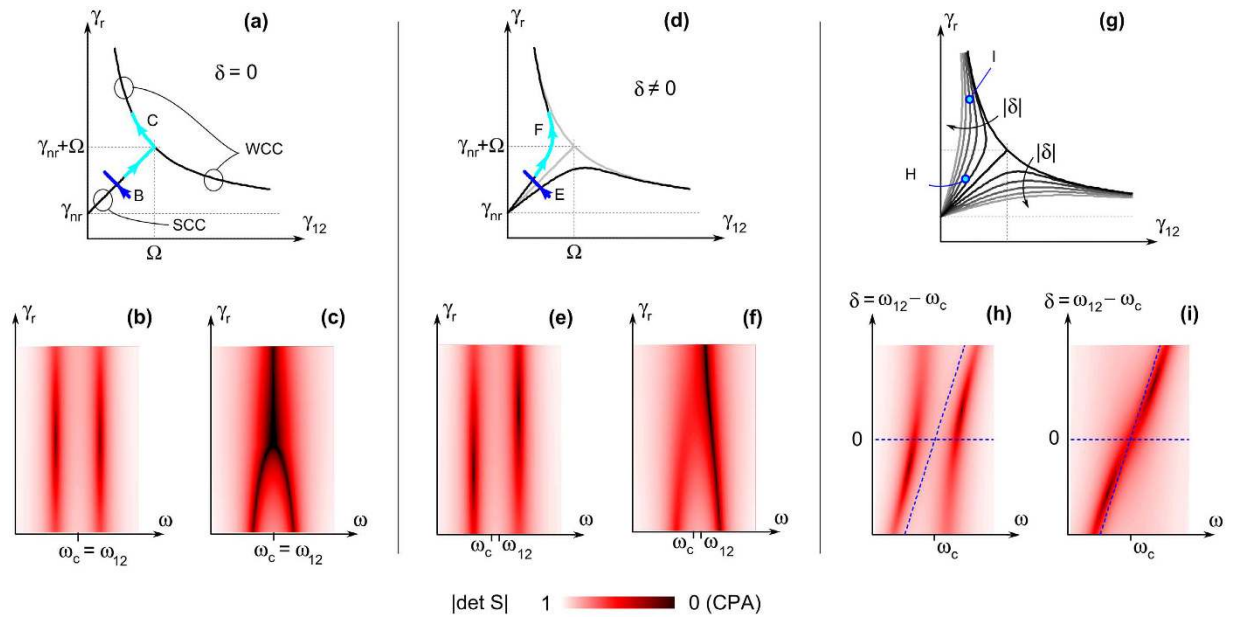 γr
(a)
δ = 0
C
γnr+Ω
WCC
B
γnr
SCC
γ12
Ω
γr
(d)
δ ≠ 0
F
γnr+Ω
E
γnr
γ12
Ω
γr
(g)
I
|δ|
|δ|
H
γ12
γr
(b)
ω
ωc = ω12
γr
(c)
ω
ωc = ω12
γr
(e)
ω
ωc ω12
γr
(f)
ω
ωc ω12
δ = ω12 − ωc
(h)
0
ω
ωc
δ = ω12 − ωc
(i)
0
ω
ωc
|det S| 1 0 (CPA)